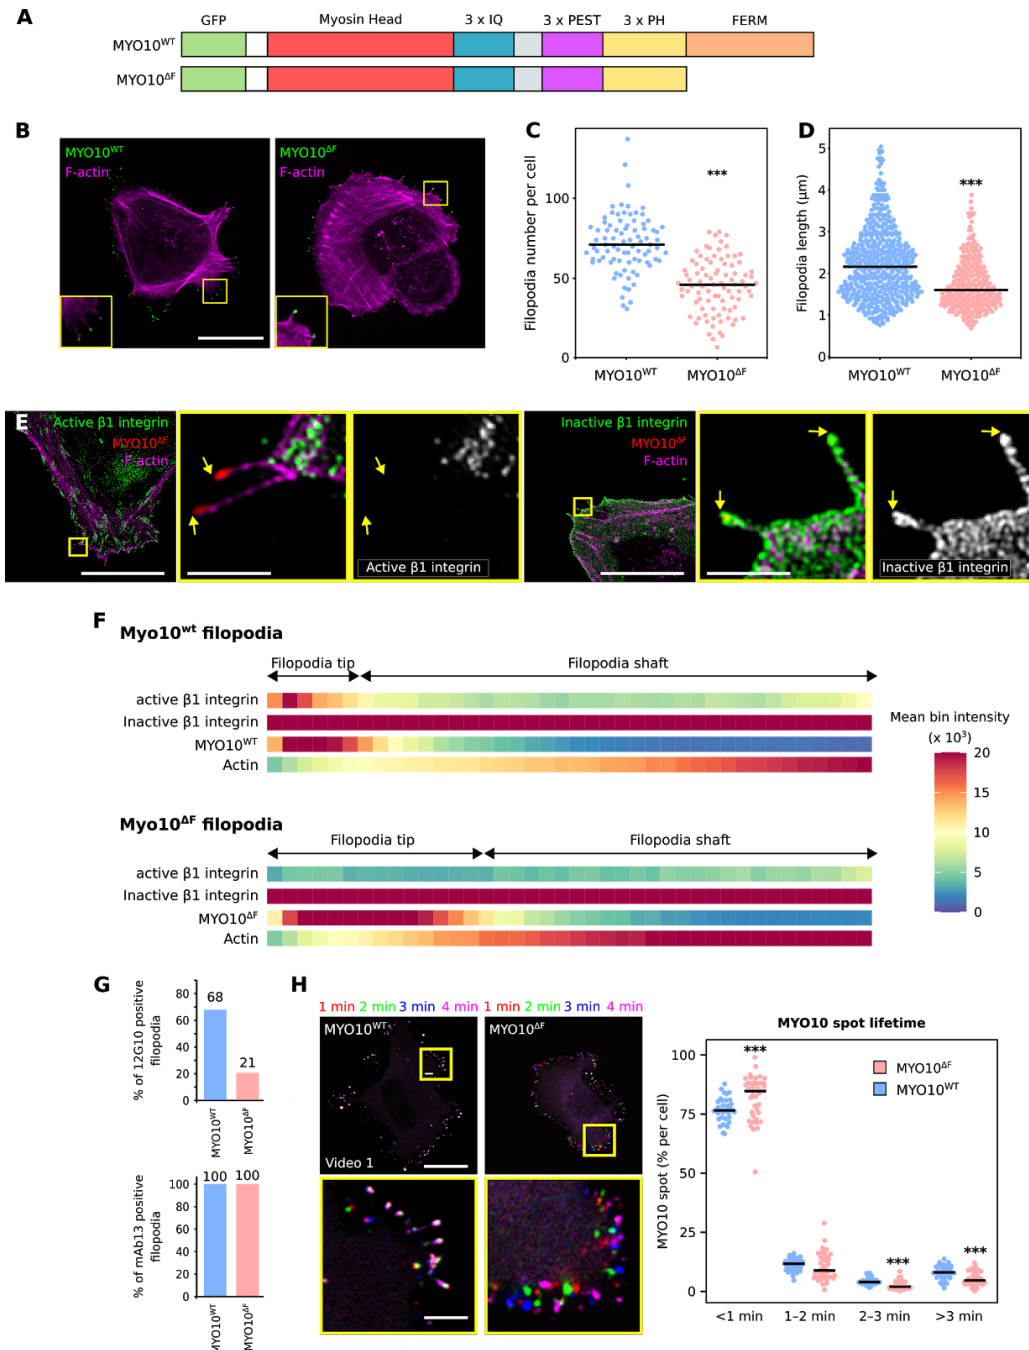 A
GFP Myosin Head 3 x IQ 3 x PEST 3 x PH FERM
MYO10WT
MYO10ΔF
B
MYO10WT
F-actin
MYO10ΔF
F-actin
C
Filopodia number per cell
100
50
0
***
MYO10WT MYO10ΔF
D
Filopodia length (μm)
5
4
3
2
1
0
***
MYO10WT MYO10ΔF
E
Active β1 integrin
MYO10ΔF
F-actin
Active β1 integrin
Inactive β1 integrin
MYO10ΔF
F-actin
Inactive β1 integrin
F
Myo10wt filopodia
Filopodia tip Filopodia shaft
active β1 integrin
Inactive β1 integrin
MYO10WT
Actin
Mean bin intensity
(x 10³)
20
15
10
5
0
Myo10ΔF filopodia
Filopodia tip Filopodia shaft
active β1 integrin
Inactive β1 integrin
MYO10ΔF
Actin
G
% of 12G10 positive
filopodia
80
60
40
20
0
68
21
MYO10WT
MYO10ΔF
% of mAb13 positive
filopodia
100
80
60
40
20
0
100 100
MYO10WT
MYO10ΔF
H
1 min 2 min 3 min 4 min 1 min 2 min 3 min 4 min
MYO10WT
Video 1
MYO10ΔF
MYO10 spot lifetime
MYO10 spot (% per cell)
100
75
50
25
0
***
MYO10ΔF
MYO10WT
***
***
<1 min 1–2 min 2–3 min >3 min